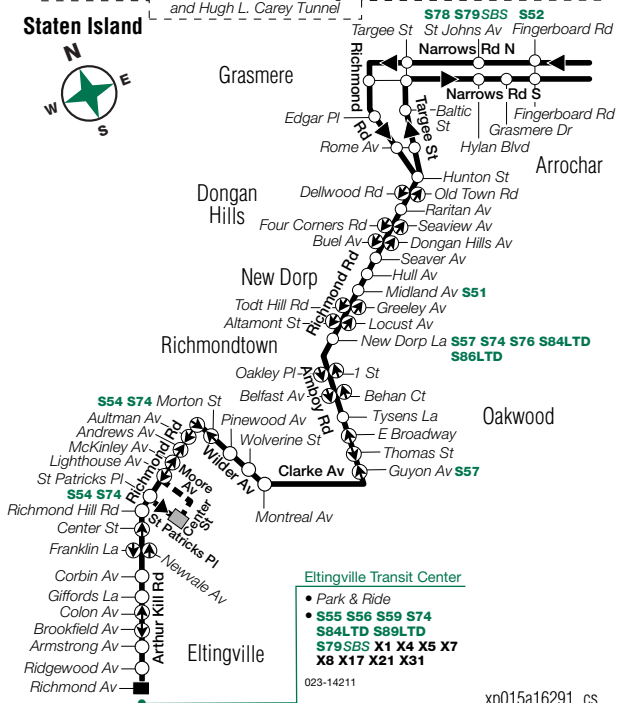 and Hugh L. Carey Tunnel
Staten Island
N
E
W
S
S78 S79SBS S52
Targee St St Johns Av Fingerboard Rd
Narrows Rd N
Grasmere
Richmond Rd
Narrows Rd S
Edgar Pl
Targee St
Baltic St
Fingerboard Rd
Grasmere Dr
Rome Av
Hylan Blvd
Arrochar
Hunton St
Dongan Hills
Dellwood Rd
Old Town Rd
Raritan Av
Four Corners Rd
Seaview Av
Buel Av
Dongan Hills Av
Seaver Av
Richmond Rd
Hull Av
New Dorp
Midland Av S51
Todt Hill Rd
Greeley Av
Altamont St
Locust Av
Richmondtown
New Dorp La S57 S74 S76 S84LTD
S86LTD
Oakley Pl
1 St
Amboy Rd
Belfast Av
Behan Ct
S54 S74 Morton St
Tysens La
Oakwood
Aultman Av
Pinewood Av
Andrews Av
E Broadway
McKinley Av
Wolverine St
Thomas St
Lighthouse Av
Richmond Rd
Wilder Av
Clarke Av
Guyon Av S57
St Patricks Pl
Moore Av
S54 S74
Richmond Hill Rd
Center St
St Patricks Pl
Montreal Av
Center St
Franklin La
Newvale Av
Corbin Av
Arthur Kill Rd
Giffords La
Colon Av
Brookfield Av
Armstrong Av
Eltingville
Ridgewood Av
Richmond Av
Eltingville Transit Center
• Park & Ride
• S55 S56 S59 S74
S84LTD S89LTD
S79SBS X1 X4 X5 X7
X8 X17 X21 X31
023-14211
xp015a16291_cs